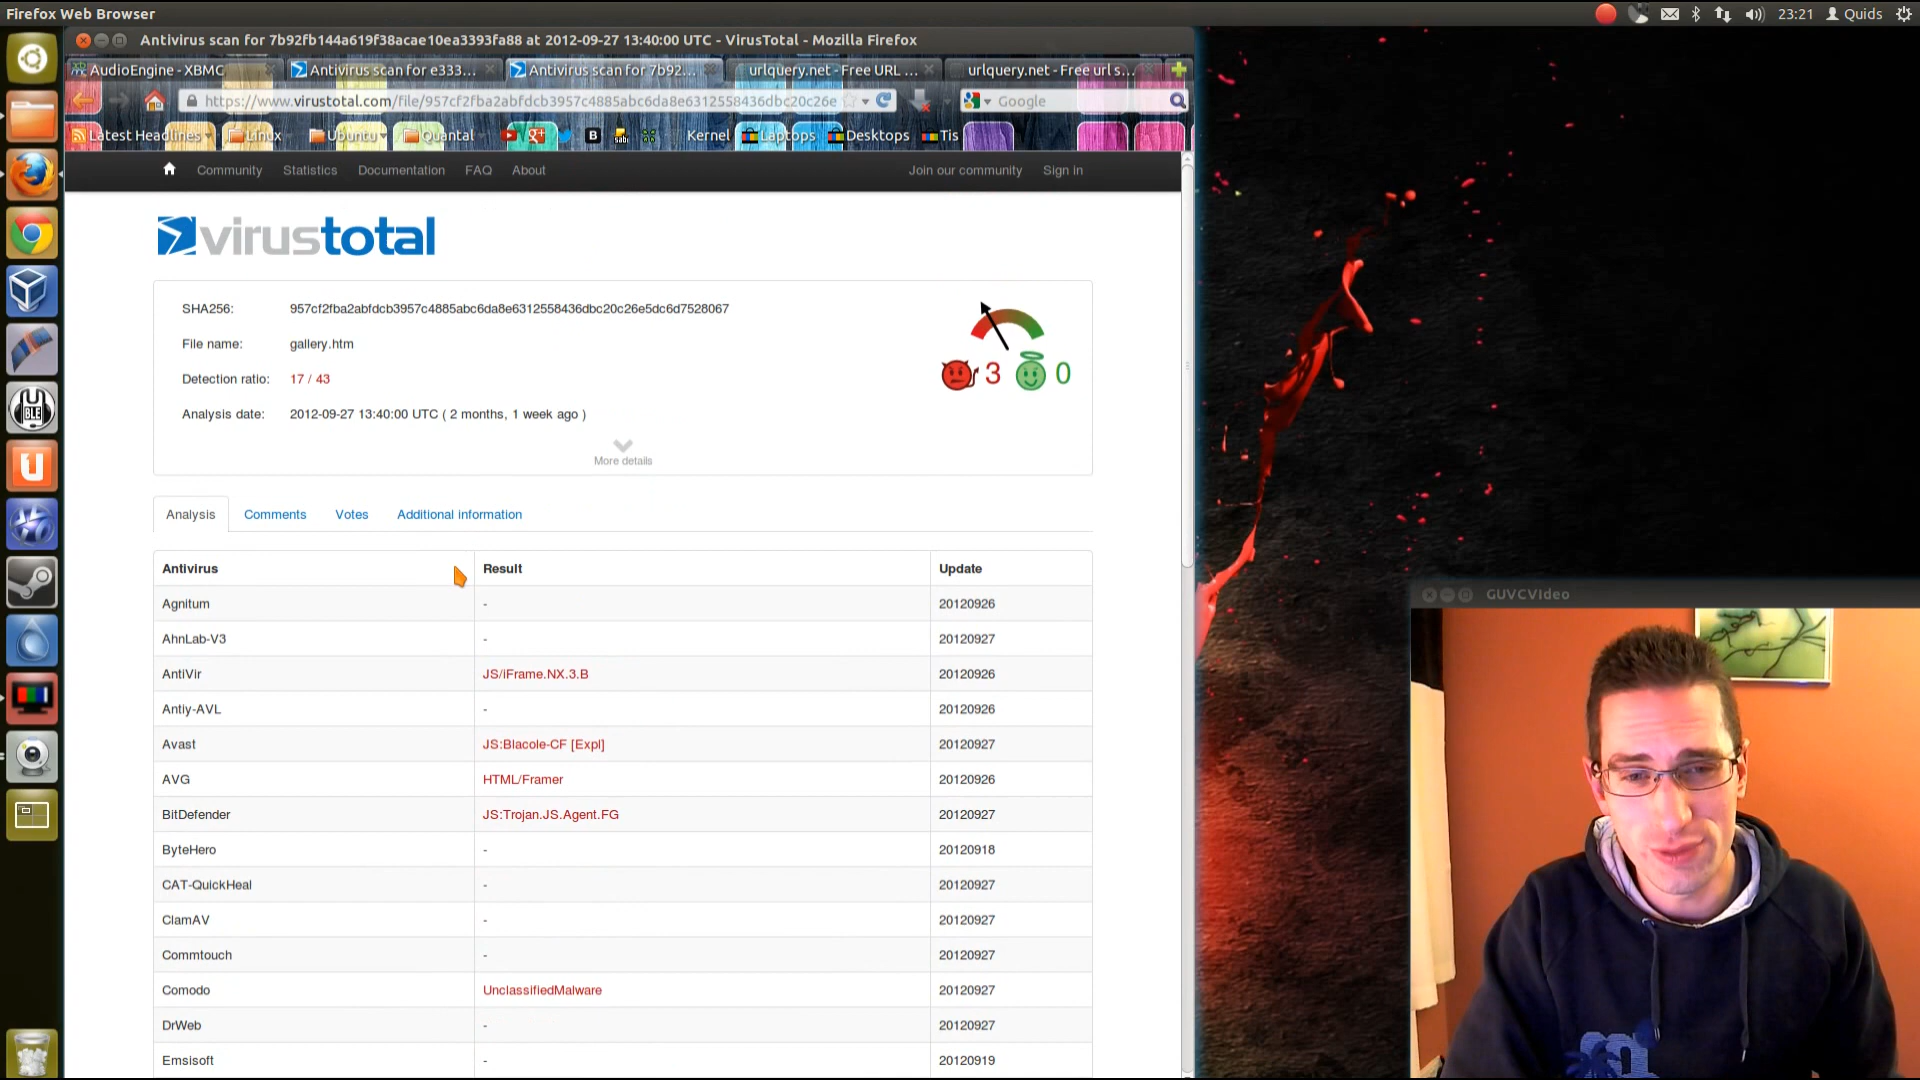 Firefox Web Browser
23:21 Quids
Antivirus scan for 7b92fb144a619f38acae10ea3393fa88 at 2012-09-27 13:40:00 UTC - VirusTotal - Mozilla Firefox
AudioEngine - XBMC
Antivirus scan for e333...
Antivirus scan for 7b92...
urlquery.net - Free URL ...
urlquery.net - Free url s...
https://www.virustotal.com/file/957cf2fba2abfdcb3957c4885abc6da8e6312558436dbc20c26e
Google
Latest Headlines Linux Ubuntu Quantal Kernel Laptops Desktops Tis
Community Statistics Documentation FAQ About Join our community Sign in
virustotal
SHA256: 957cf2fba2abfdcb3957c4885abc6da8e6312558436dbc20c26e5dc6d7528067
File name: gallery.htm
Detection ratio: 17 / 43
3 0
Analysis date: 2012-09-27 13:40:00 UTC ( 2 months, 1 week ago )
More details
Analysis Comments Votes Additional information
Antivirus Result Update
Agnitum - 20120926
AhnLab-V3 - 20120927
AntiVir JS/iFrame.NX.3.B 20120926
Antiy-AVL - 20120926
Avast JS:Blacole-CF [Expl] 20120927
AVG HTML/Framer 20120926
BitDefender JS:Trojan.JS.Agent.FG 20120927
ByteHero - 20120918
CAT-QuickHeal - 20120927
ClamAV - 20120927
Commtouch - 20120927
Comodo UnclassifiedMalware 20120927
DrWeb - 20120927
Emsisoft - 20120919
GUVCVideo